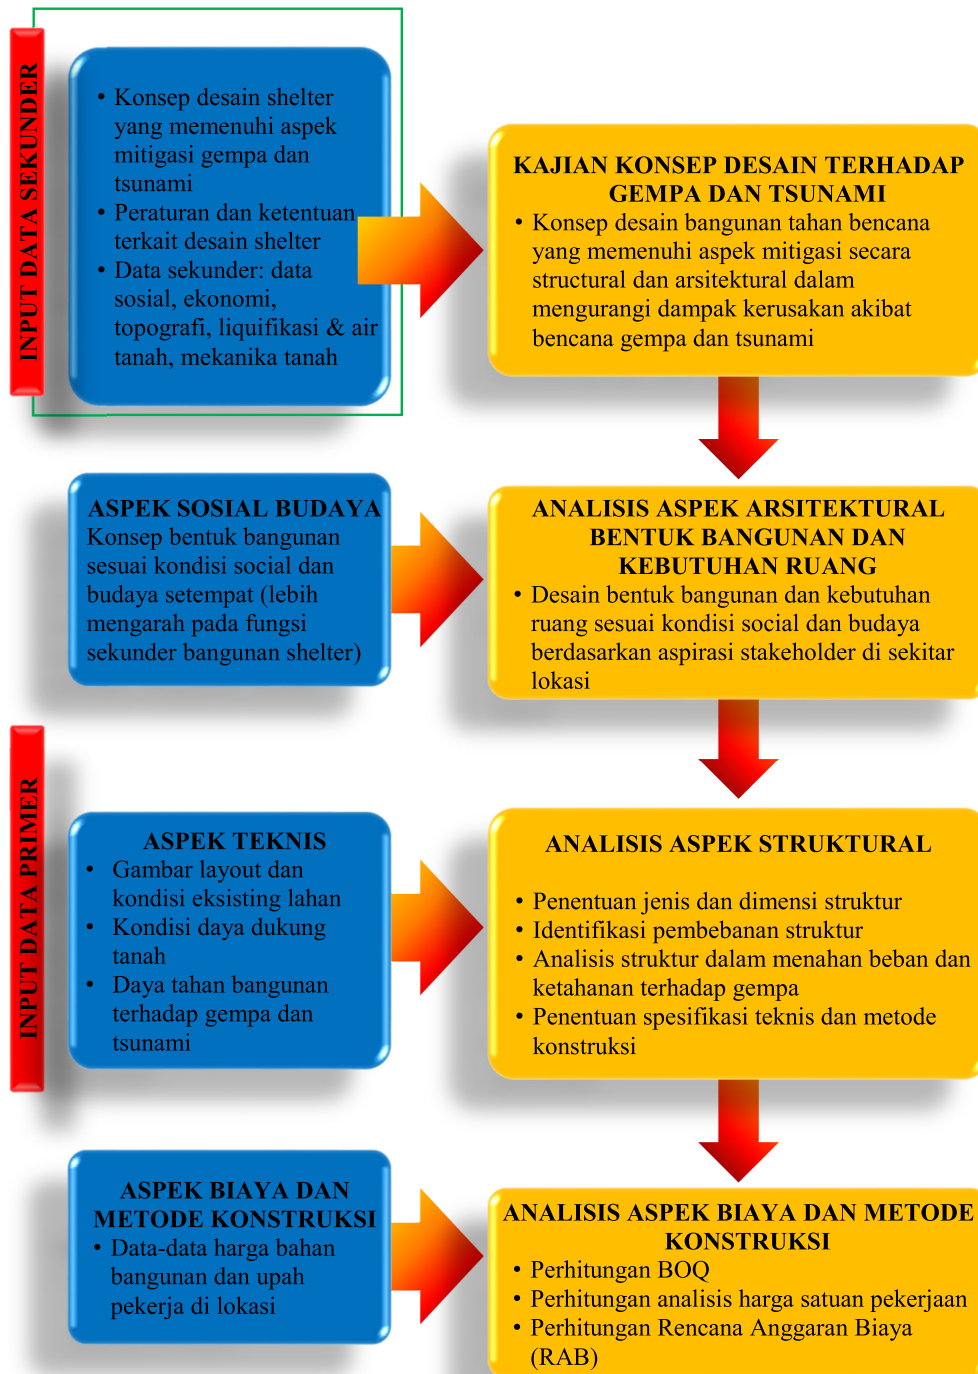 INPUT DATA SEKUNDER
• Konsep desain shelter
yang memenuhi aspek
mitigasi gempa dan
tsunami
• Peraturan dan ketentuan
terkait desain shelter
• Data sekunder: data
sosial, ekonomi,
topografi, liquifikasi & air
tanah, mekanika tanah
KAJIAN KONSEP DESAIN TERHADAP
GEMPA DAN TSUNAMI
• Konsep desain bangunan tahan bencana
yang memenuhi aspek mitigasi secara
structural dan arsitektural dalam
mengurangi dampak kerusakan akibat
bencana gempa dan tsunami
ASPEK SOSIAL BUDAYA
Konsep bentuk bangunan
sesuai kondisi social dan
budaya setempat (lebih
mengarah pada fungsi
sekunder bangunan shelter)
ANALISIS ASPEK ARSITEKTURAL
BENTUK BANGUNAN DAN
KEBUTUHAN RUANG
• Desain bentuk bangunan dan kebutuhan
ruang sesuai kondisi social dan budaya
berdasarkan aspirasi stakeholder di sekitar
lokasi
INPUT DATA PRIMER
ASPEK TEKNIS
• Gambar layout dan
kondisi eksisting lahan
• Kondisi daya dukung
tanah
• Daya tahan bangunan
terhadap gempa dan
tsunami
ANALISIS ASPEK STRUKTURAL
• Penentuan jenis dan dimensi struktur
• Identifikasi pembebanan struktur
• Analisis struktur dalam menahan beban dan
ketahanan terhadap gempa
• Penentuan spesifikasi teknis dan metode
konstruksi
ASPEK BIAYA DAN
METODE KONSTRUKSI
• Data-data harga bahan
bangunan dan upah
pekerja di lokasi
ANALISIS ASPEK BIAYA DAN METODE
KONSTRUKSI
• Perhitungan BOQ
• Perhitungan analisis harga satuan pekerjaan
• Perhitungan Rencana Anggaran Biaya
(RAB)